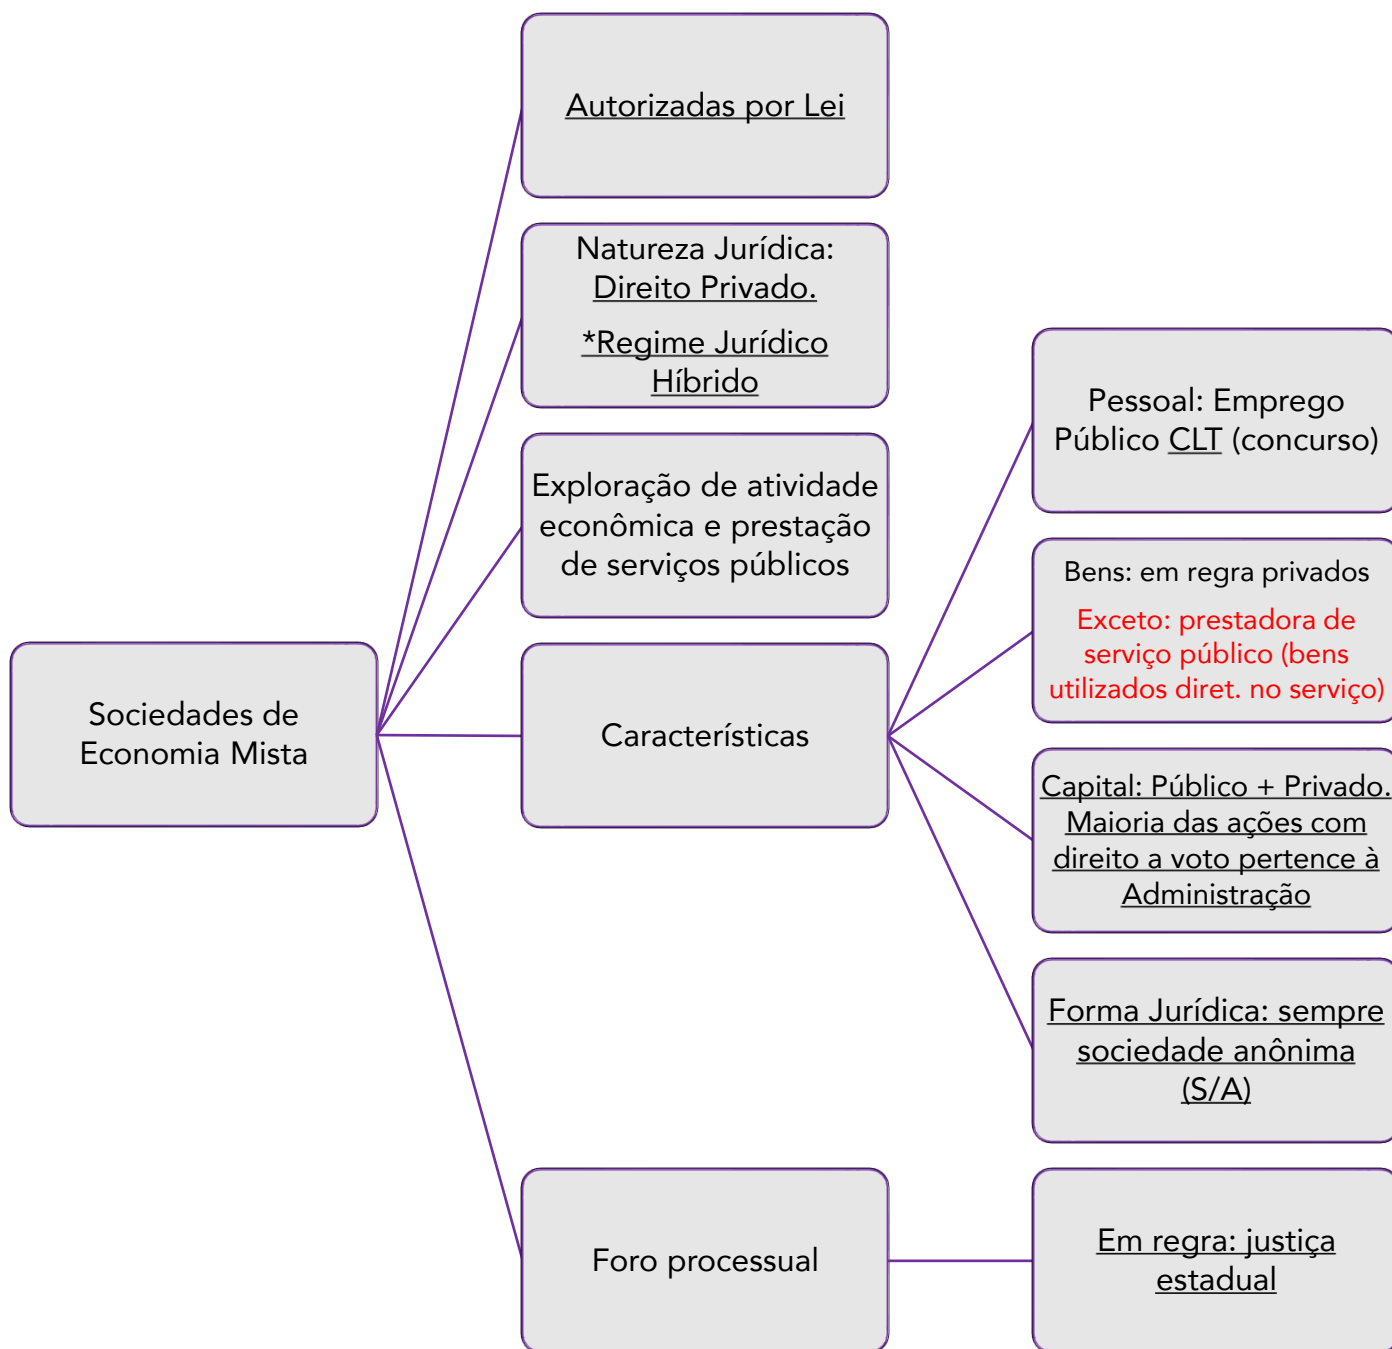 Sociedades de
Economia Mista
Autorizadas por Lei
Natureza Jurídica:
Direito Privado.
*Regime Jurídico
Híbrido
Exploração de atividade
econômica e prestação
de serviços públicos
Características
Pessoal: Emprego
Público CLT (concurso)
Bens: em regra privados
Exceto: prestadora de
serviço público (bens
utilizados diret. no serviço)
Capital: Público + Privado.
Maioria das ações com
direito a voto pertence à
Administração
Forma Jurídica: sempre
sociedade anônima
(S/A)
Foro processual
Em regra: justiça
estadual